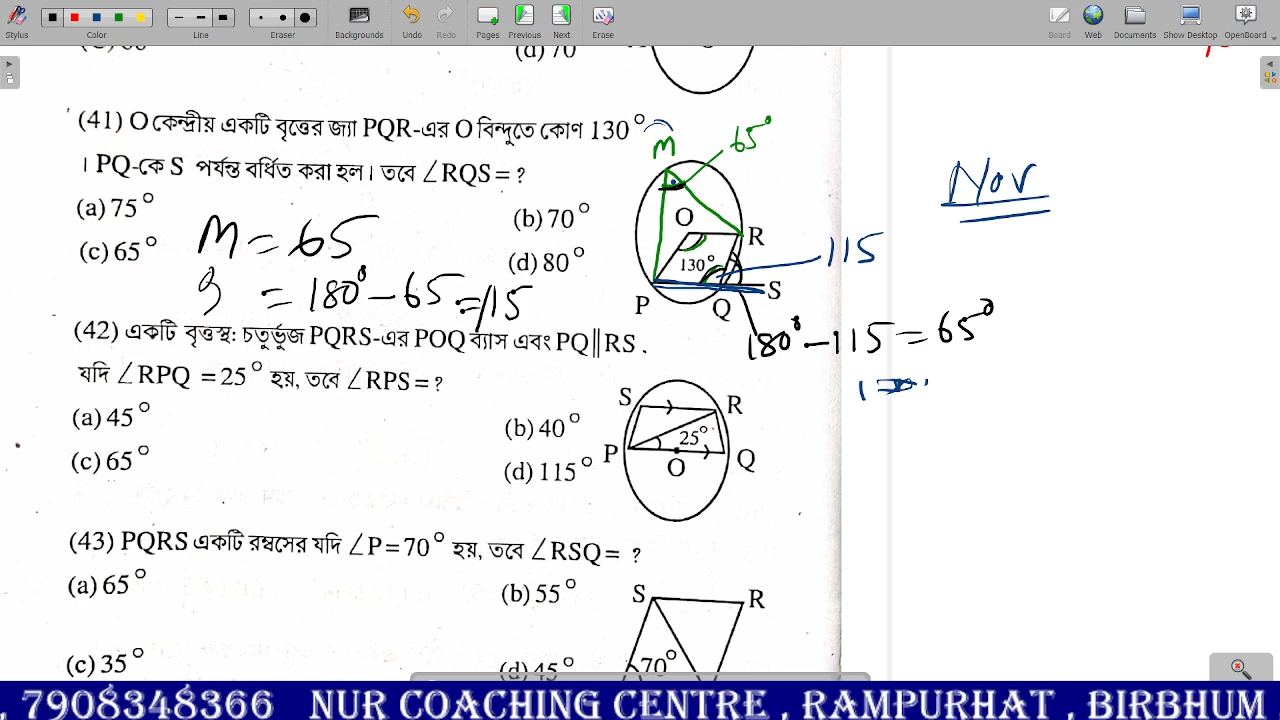 Stylus Color Line Eraser Backgrounds Undo Redo Pages Previous Next Erase Board Web Documents Show Desktop OpenBoard
(d) 70
(41) O কেন্দ্রীয় একটি বৃত্তের জ্যা PQR-এর O বিন্দুতে কোণ 130°
। PQ-কে S পর্যন্ত বর্ধিত করা হল। তবে ∠RQS = ?
(a) 75°
(b) 70°
(c) 65°
(d) 80°
M = 65
= 180° - 65 = 115
M
65°
O
R
130°
P
Q
S
115
180° - 115 = 65°
Nor
(42) একটি বৃত্তস্থ: চতুর্ভুজ PQRS-এর POQ ব্যাস এবং PQ || RS .
যদি ∠RPQ = 25° হয়, তবে ∠RPS = ?
(a) 45°
(b) 40°
(c) 65°
(d) 115°
S
R
25°
P
O
Q
(43) PQRS একটি রম্বসের যদি ∠P = 70° হয়, তবে ∠RSQ = ?
(a) 65°
(b) 55°
(c) 35°
(d) 45°
S
R
70°
, 7908348366 NUR COACHING CENTRE , RAMPURHAT , BIRBHUM